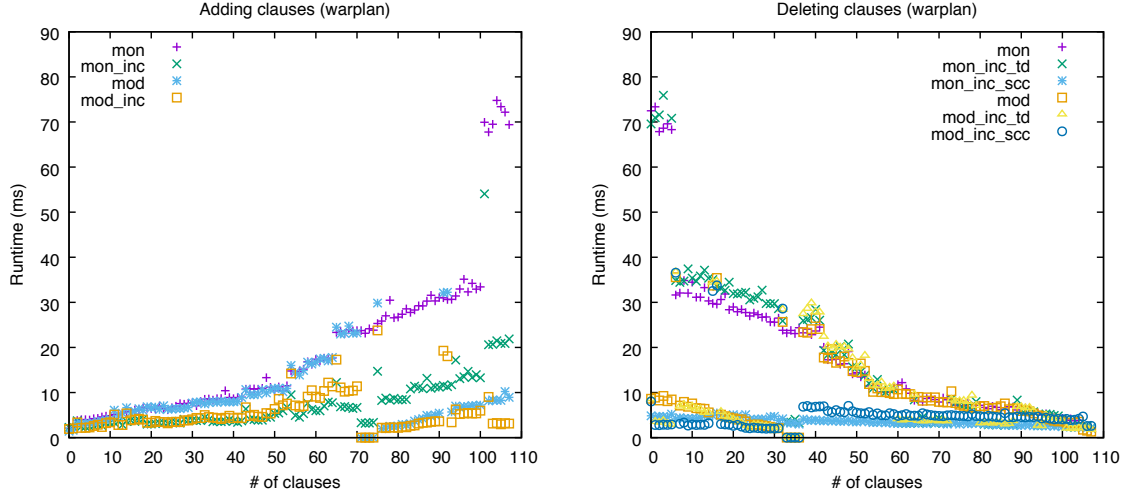 Adding clauses (warplan)
90
80
70
60
50
40
30
20
10
0
Runtime (ms)
mon
mon_inc
mod
mod_inc
0 10 20 30 40 50 60 70 80 90 100 110
# of clauses
Deleting clauses (warplan)
90
80
70
60
50
40
30
20
10
0
Runtime (ms)
mon
mon_inc_td
mon_inc_scc
mod
mod_inc_td
mod_inc_scc
0 10 20 30 40 50 60 70 80 90 100 110
# of clauses